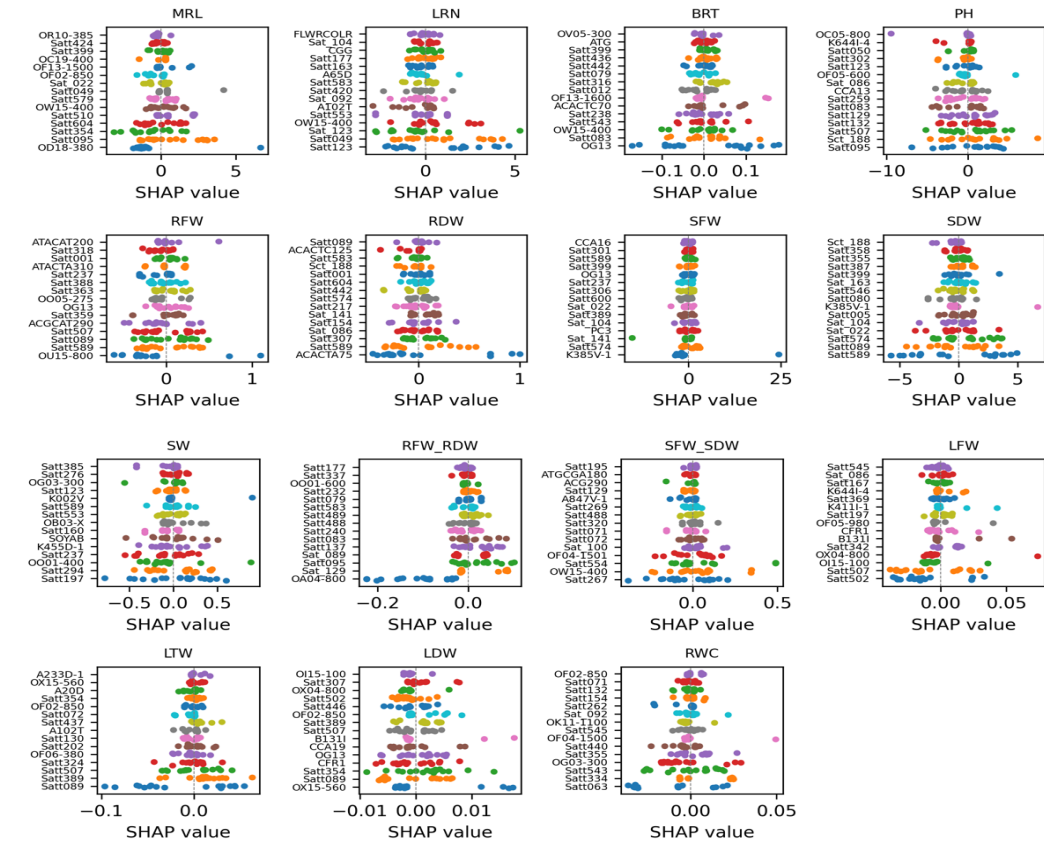 MRL
OR10-385
Satt424
Satt399
OC19-400
OF13-1500
OF02-850
Sat_022
Satt049
Satt579
OW15-400
Satt510
Satt604
Satt354
Satt095
OD18-380
0 5
SHAP value
LRN
FLWRCOLR
Sat_104
CGG
Satt177
Satt163
A65D
Satt583
Satt420
Sat_092
A102T
Satt553
OW15-400
Sat_123
Satt049
Satt123
0 5
SHAP value
BRT
OV05-300
ATG
Satt399
Satt436
Satt442
Satt079
Satt316
Satt012
OF13-1600
ACACTC70
Satt238
Satt543
OW15-400
Satt083
OG13
−0.1 0.0 0.1
SHAP value
PH
OC05-800
K644I-4
Satt050
Satt302
Satt123
OF05-600
Sat_086
CCA13
Satt259
Satt083
Satt129
Satt132
Satt507
Sct_188
Satt095
−10 0
SHAP value
RFW
ATACAT200
Satt318
Satt001
ATACTA310
Satt237
Satt388
Satt363
OO05-275
OG13
Satt359
ACGCAT290
Satt507
Satt089
Satt589
OU15-800
0 1
SHAP value
RDW
Satt089
ACACTC125
Satt583
Sct_188
Satt001
Satt604
Satt442
Satt574
Satt217
Sat_141
Satt154
Sat_086
Satt307
Satt589
ACACTA75
0 1
SHAP value
SFW
CCA16
Satt301
Satt589
Satt399
OG13
Satt237
Satt306
Satt600
Sat_022
Satt389
Sat_104
PC3
Sat_141
Satt574
K385V-1
0 25
SHAP value
SDW
Sct_188
Satt358
Satt355
Satt387
Satt399
Sat_163
Satt546
Satt080
K385V-1
Satt005
Sat_104
Sat_022
Satt574
Satt089
Satt589
−5 0 5
SHAP value
SW
Satt385
Satt276
OG03-300
Satt123
K002V
Satt589
Satt553
OB03-X
Satt160
SOYAB
K455D-1
Satt237
OO01-400
Satt294
Satt197
−0.5 0.0 0.5
SHAP value
RFW_RDW
Satt177
Satt337
OO01-600
Satt232
Satt079
Satt583
Satt489
Satt488
Satt240
Satt083
Satt137
Sat_089
Satt095
Sat_129
OA04-800
−0.2 0.0
SHAP value
SFW_SDW
Satt195
ATGCGA180
ACG290
Satt129
A847V-1
Satt269
Satt488
Satt320
Satt071
Satt072
Sat_100
OF04-1501
Satt554
OW15-400
Satt267
0.0 0.5
SHAP value
LFW
Satt545
Sat_086
Satt167
K644I-4
Satt369
K411I-1
Satt197
OF05-980
CFR1
B131I
Satt342
OX04-800
OI15-100
Satt507
Satt502
0.00 0.05
SHAP value
LTW
A233D-1
OX15-560
A20D
Satt354
OF02-850
Satt072
Satt437
A102T
Satt130
Satt202
OF06-380
Satt324
Satt507
Satt389
Satt089
−0.1 0.0
SHAP value
LDW
OI15-100
Satt307
OX04-800
Satt502
Satt446
OF02-850
Satt389
Satt507
B131I
CCA19
OG13
CFR1
Satt354
Satt089
OX15-560
−0.01 0.00 0.01
SHAP value
RWC
OF02-850
Satt071
Satt132
Satt154
Satt262
Sat_092
OK11-1100
Satt545
OF04-1500
Satt440
Satt355
OG03-300
Satt543
Satt334
Satt063
0.00 0.05
SHAP value